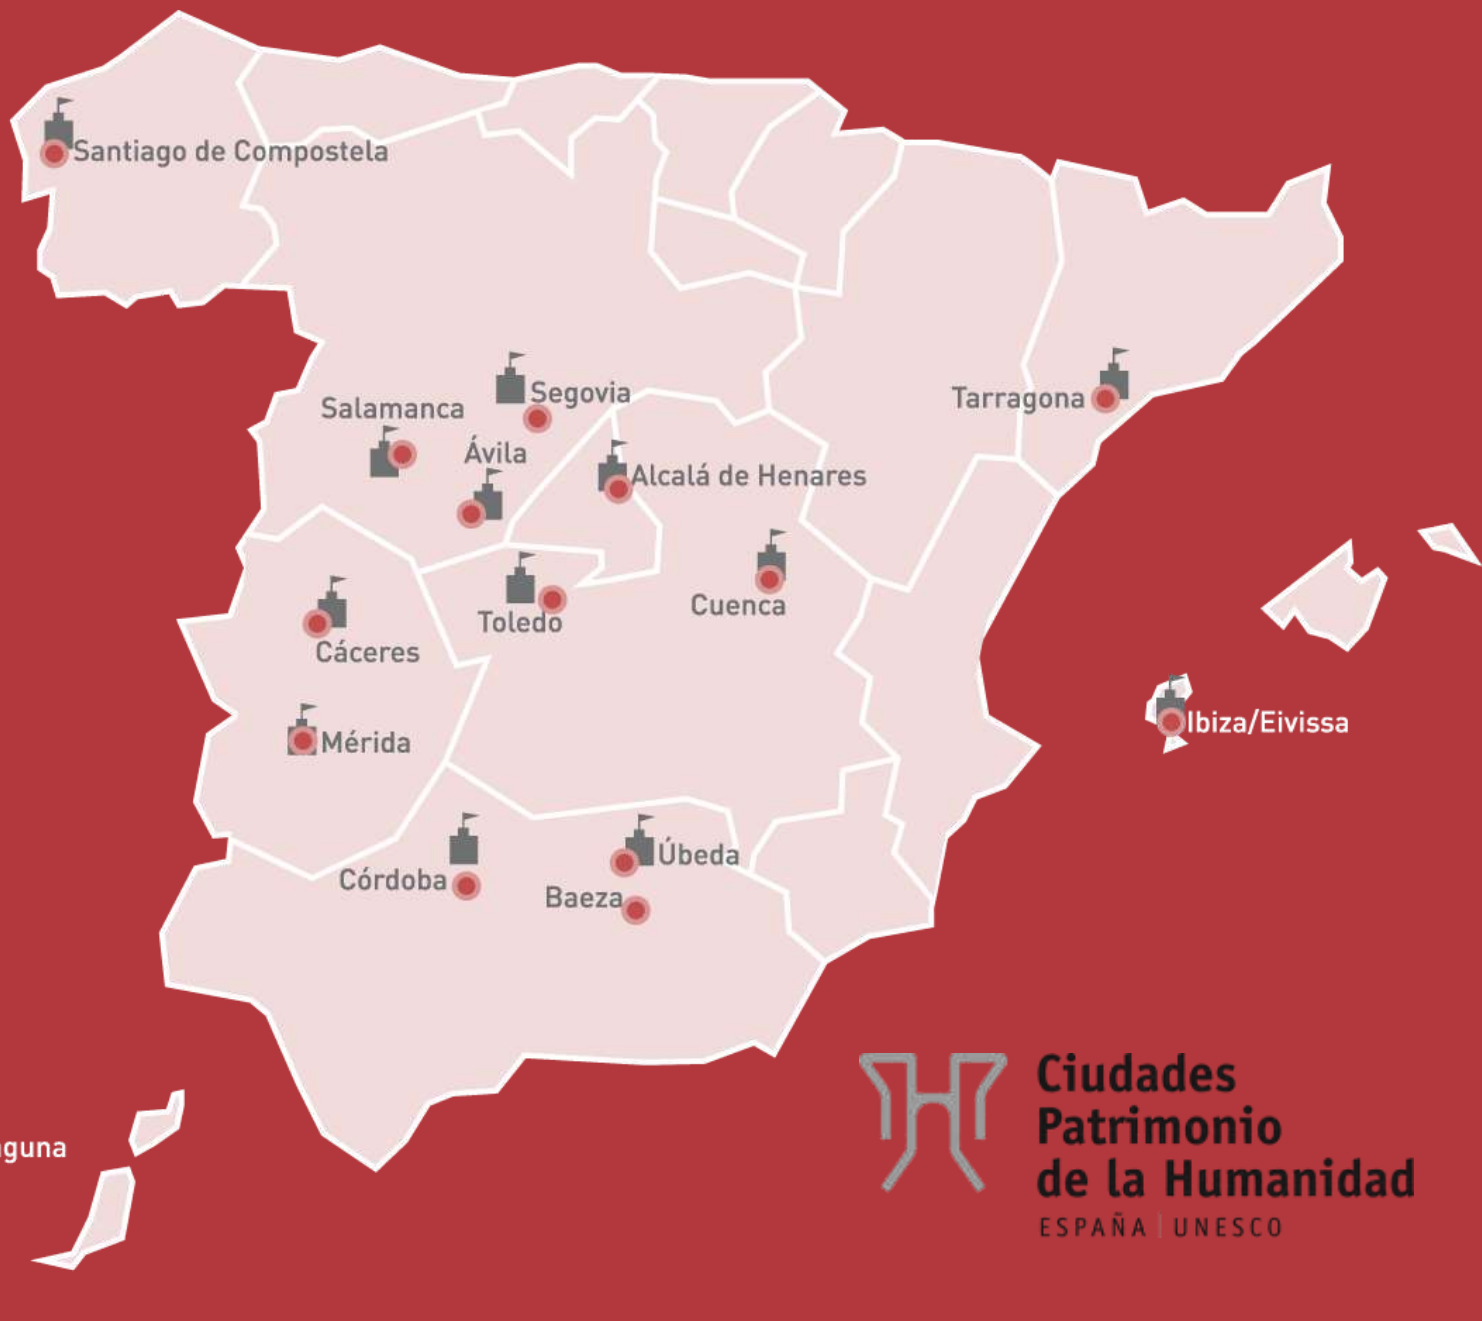 Santiago de Compostela
Segovia
Salamanca
Tarragona
Ávila
Alcalá de Henares
Cuenca
Toledo
Cáceres
Ibiza/Eivissa
Mérida
Úbeda
Córdoba
Baeza
Ciudades
Patrimonio
de la Humanidad
ESPAÑA | UNESCO